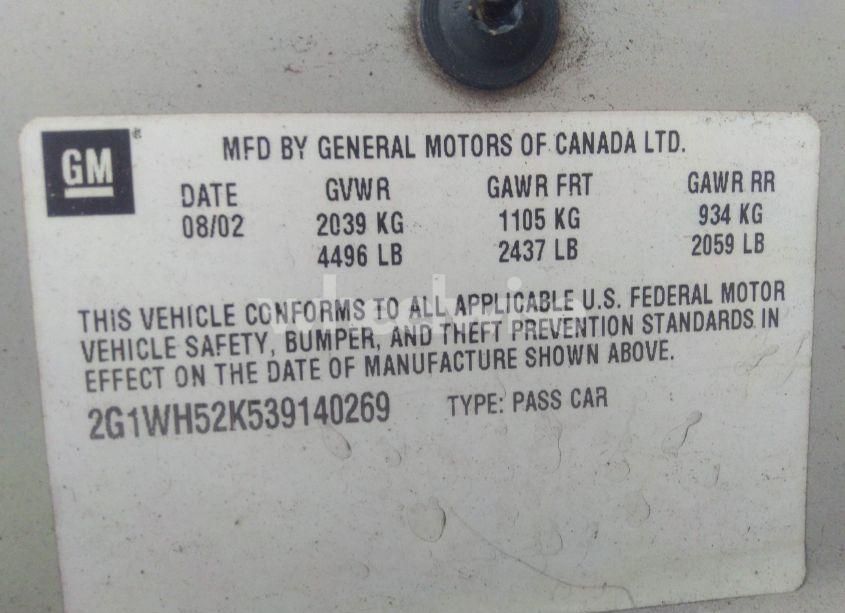 GM
MFD BY GENERAL MOTORS OF CANADA LTD.
DATE GVWR GAWR FRT GAWR RR
08/02 2039 KG 1105 KG 934 KG
4496 LB 2437 LB 2059 LB
THIS VEHICLE CONFORMS TO ALL APPLICABLE U.S. FEDERAL MOTOR
VEHICLE SAFETY, BUMPER, AND THEFT PREVENTION STANDARDS IN
EFFECT ON THE DATE OF MANUFACTURE SHOWN ABOVE.
2G1WH52K539140269 TYPE: PASS CAR